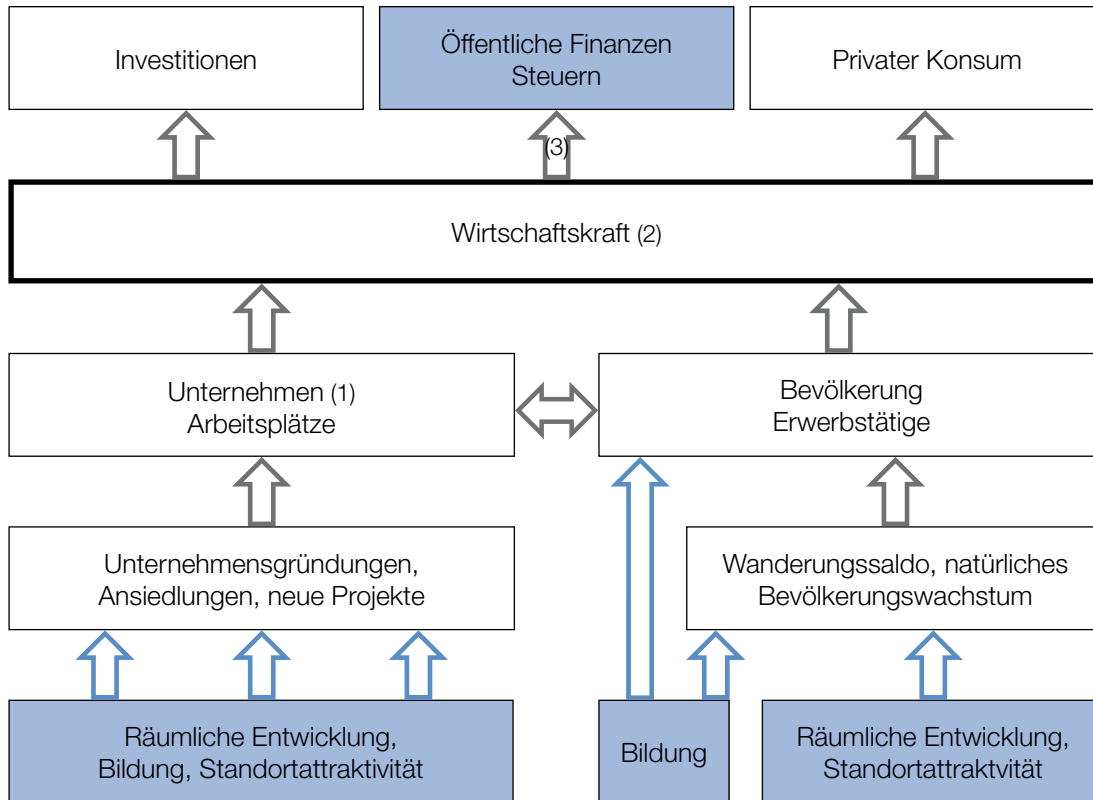 Investitionen
Öffentliche Finanzen
Steuern
Privater Konsum
(3)
Wirtschaftskraft (2)
Unternehmen (1)
Arbeitsplätze
Bevölkerung
Erwerbstätige
Unternehmensgründungen,
Ansiedlungen, neue Projekte
Wanderungssaldo, natürliches
Bevölkerungswachstum
Räumliche Entwicklung,
Bildung, Standortattraktivität
Bildung
Räumliche Entwicklung,
Standortattraktvität